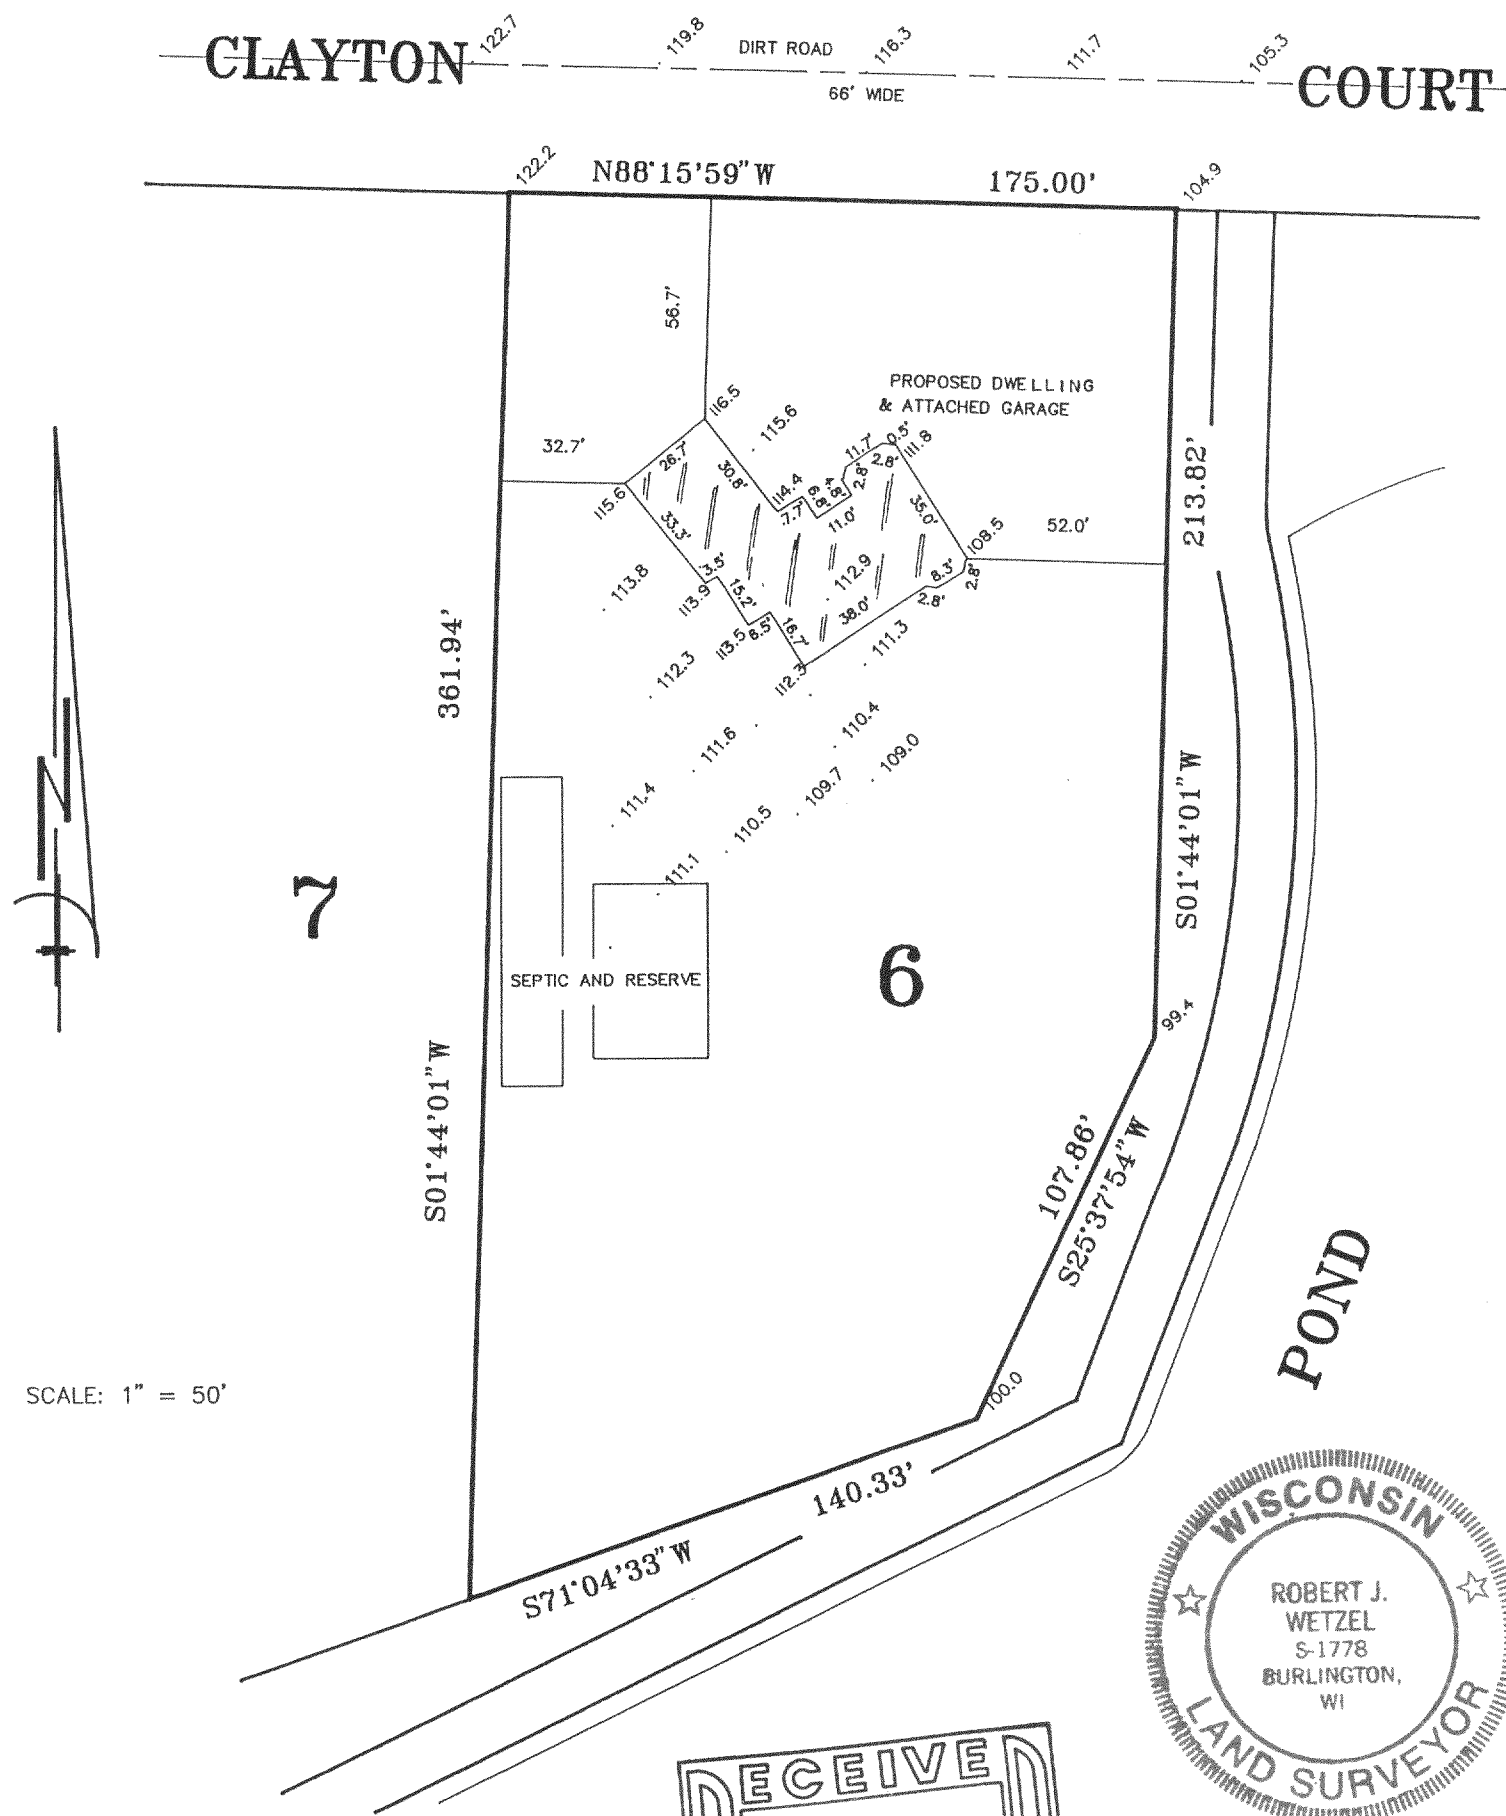 CLAYTON
122.7
119.8
DIRT ROAD
116.3
111.7
105.3
COURT
66' WIDE
122.2
N88°15'59"W
175.00'
104.9
56.7'
PROPOSED DWELLING
& ATTACHED GARAGE
116.5
115.6
32.7'
26.7'
30.8'
114.4
7.7'
6.8'
4.8'
11.0'
2.8'
11.7'
0.5'
2.8'
111.8
35.0'
108.5
52.0'
213.82'
115.6
33.3'
3.5'
113.8
113.9
15.2'
113.5
6.5'
16.7'
112.9
38.0'
8.3'
2.8'
2.8'
112.3
111.3
112.3
361.94'
111.6
110.4
109.0
111.4
110.5
109.7
111.1
S01°44'01"W
N
7
6
SEPTIC AND RESERVE
99.4
S01°44'01"W
107.86'
S25°37'54"W
POND
SCALE: 1" = 50'
100.0
140.33'
S71°04'33"W
WISCONSIN
ROBERT J.
WETZEL
S-1778
BURLINGTON,
WI
LAND SURVEYOR
ECEIVE